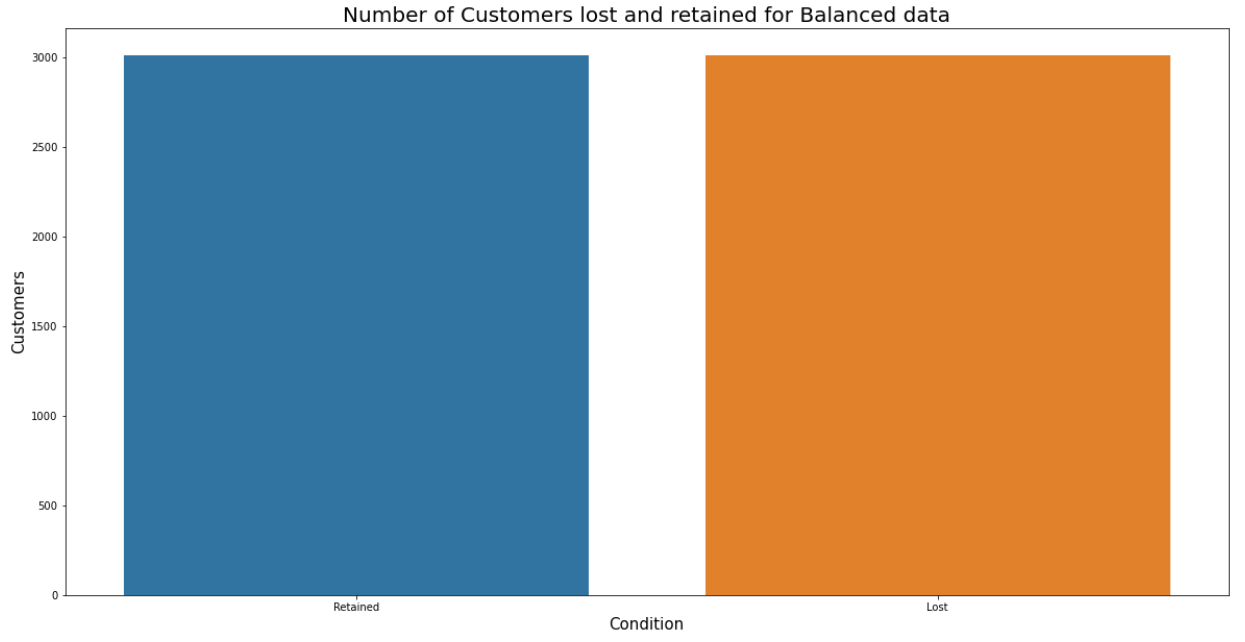 Number of Customers lost and retained for Balanced data
3000
2500
2000
1500
1000
500
0
Customers
Retained
Lost
Condition